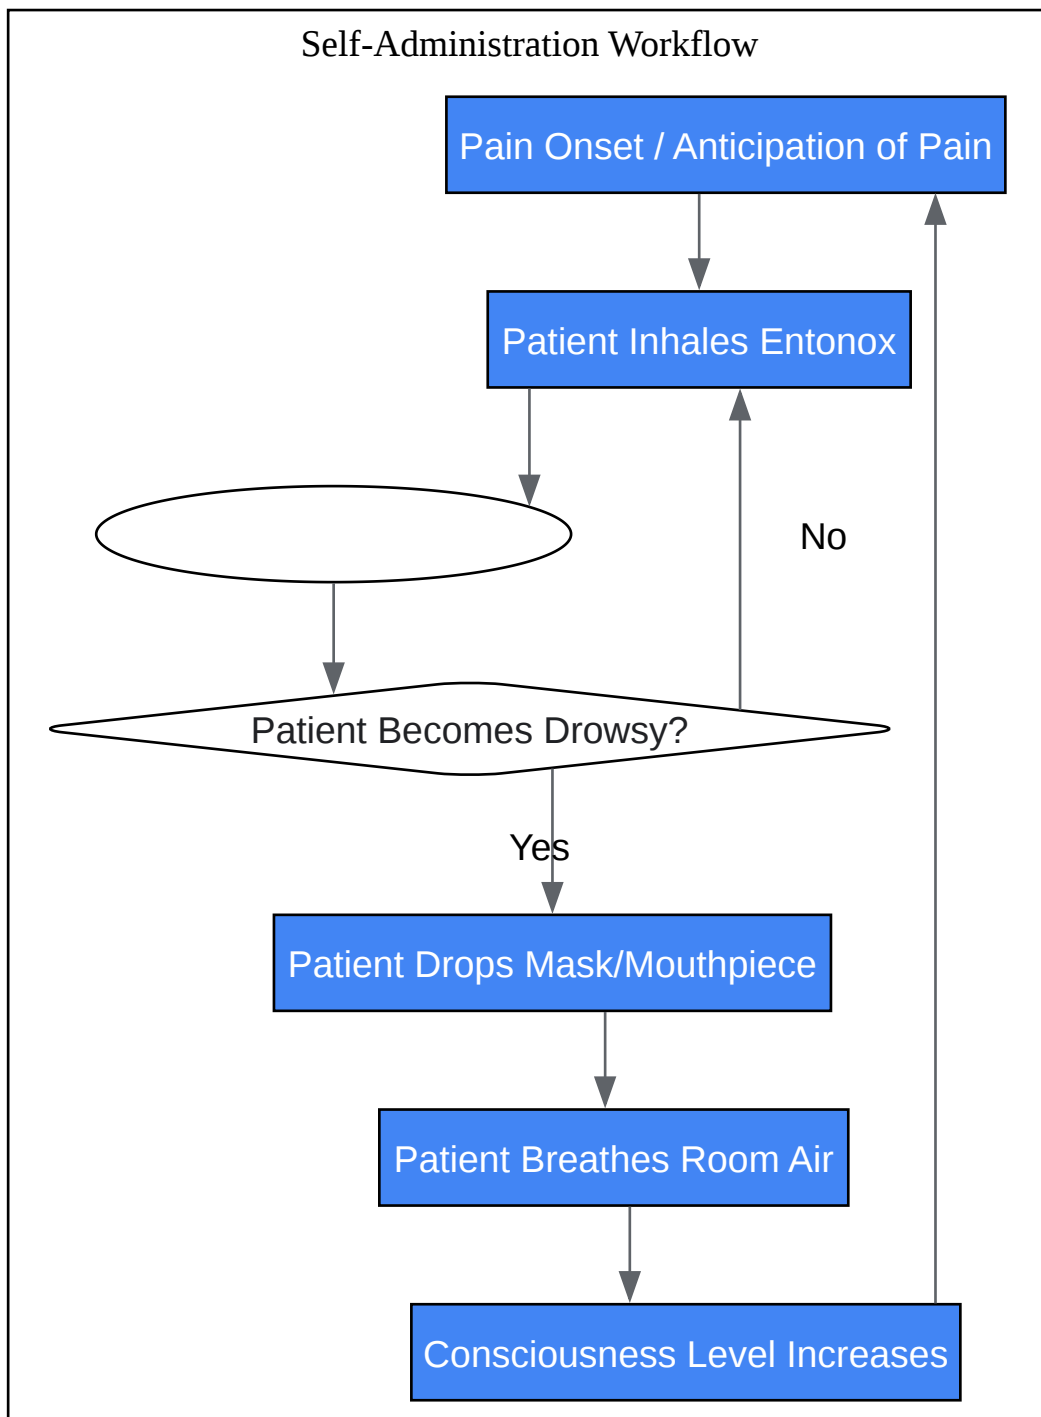 Self-Administration Workflow
Pain Onset / Anticipation of Pain
Patient Inhales Entonox
No
Patient Becomes Drowsy?
Yes
Patient Drops Mask/Mouthpiece
Patient Breathes Room Air
Consciousness Level Increases